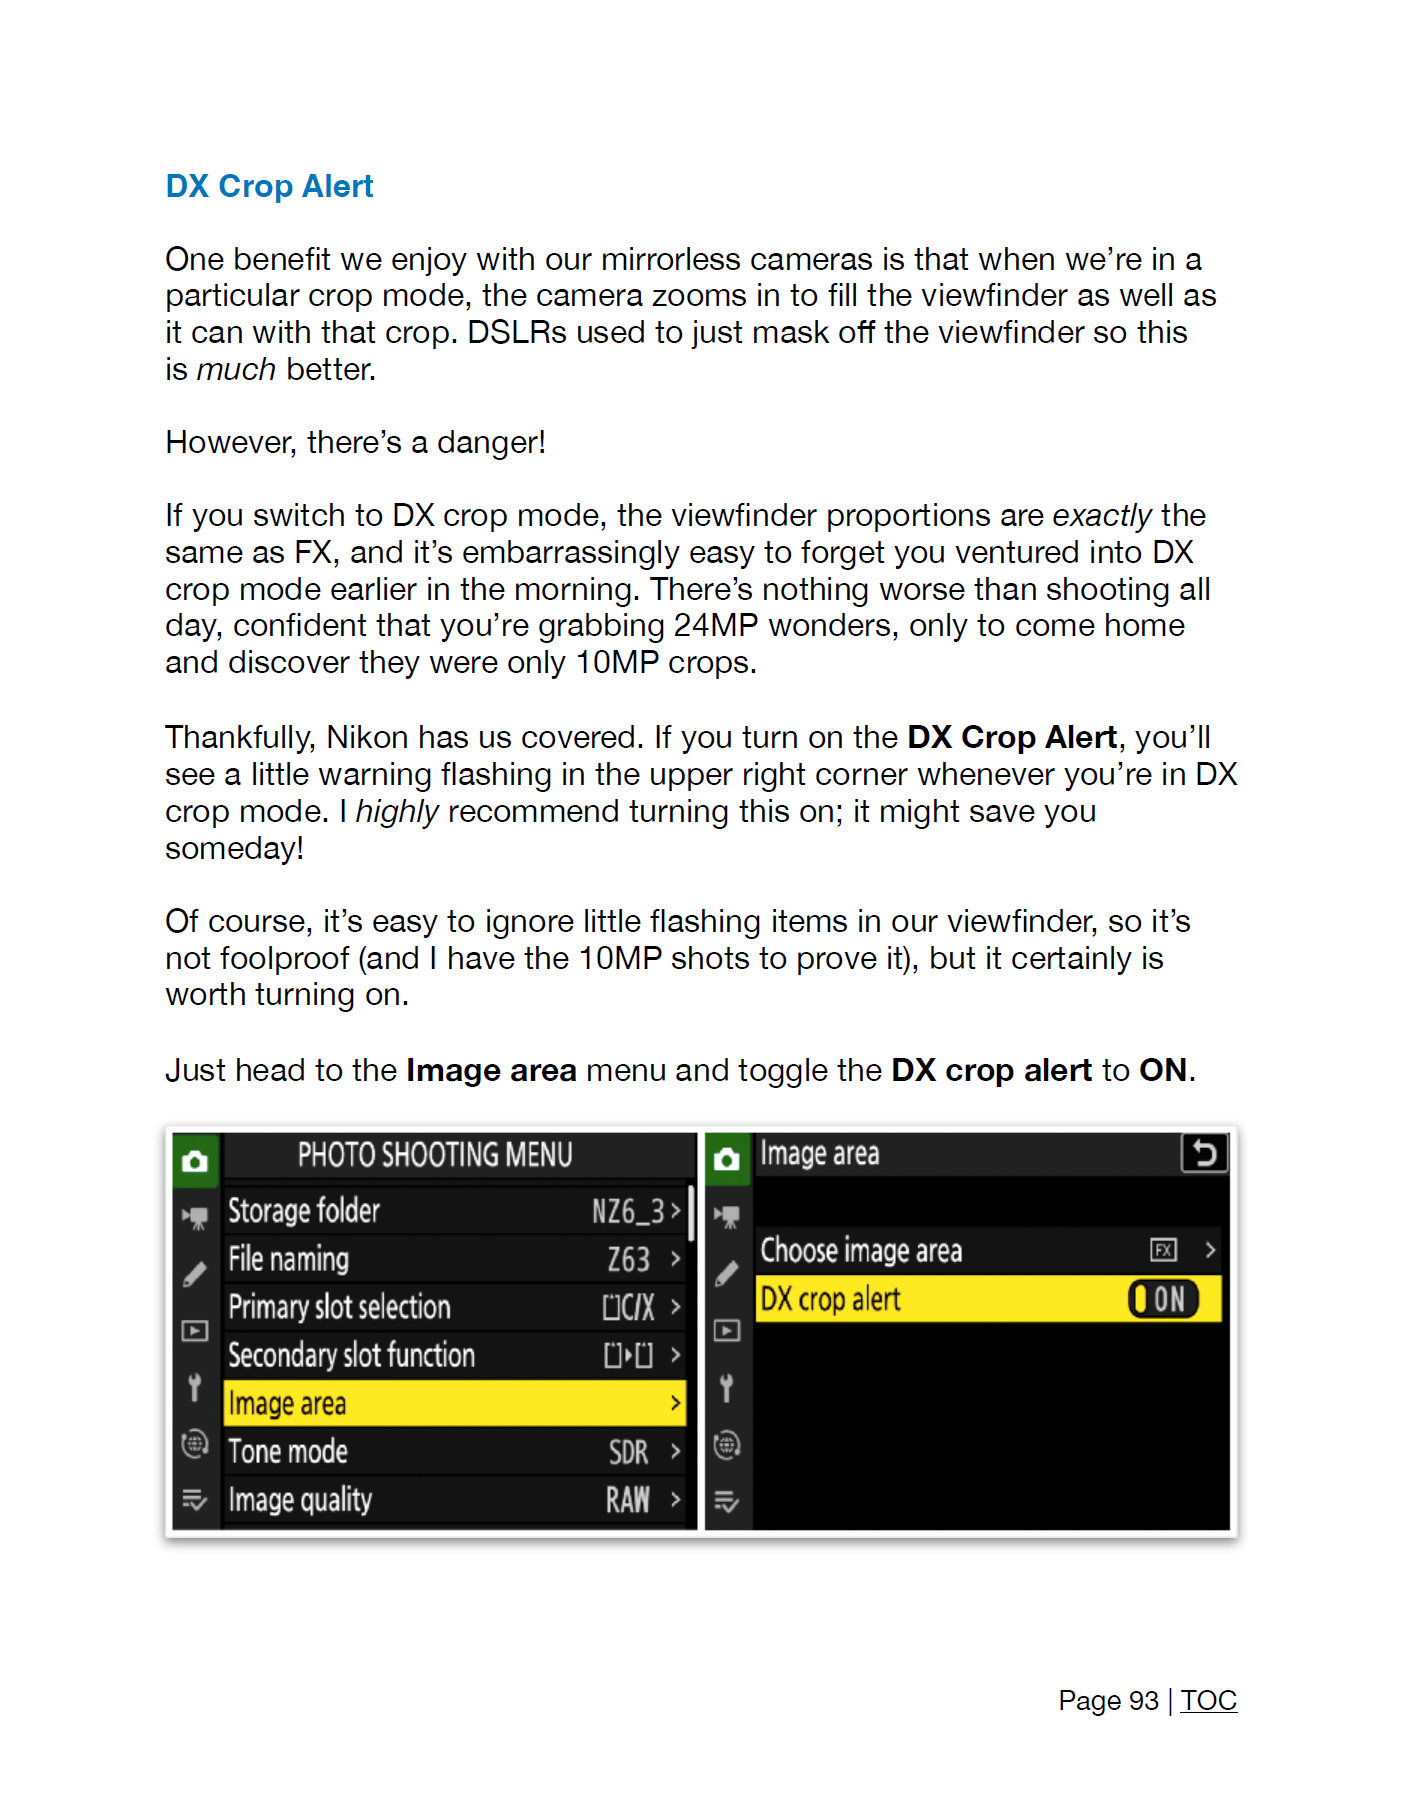 DX Crop Alert
One benefit we enjoy with our mirrorless cameras is that when we’re in a
particular crop mode, the camera zooms in to fill the viewfinder as well as
it can with that crop. DSLRs used to just mask off the viewfinder so this
is much better.
However, there’s a danger!
If you switch to DX crop mode, the viewfinder proportions are exactly the
same as FX, and it’s embarrassingly easy to forget you ventured into DX
crop mode earlier in the morning. There’s nothing worse than shooting all
day, confident that you’re grabbing 24MP wonders, only to come home
and discover they were only 10MP crops.
Thankfully, Nikon has us covered. If you turn on the DX Crop Alert, you’ll
see a little warning flashing in the upper right corner whenever you’re in DX
crop mode. I highly recommend turning this on; it might save you
someday!
Of course, it’s easy to ignore little flashing items in our viewfinder, so it’s
not foolproof (and I have the 10MP shots to prove it), but it certainly is
worth turning on.
Just head to the Image area menu and toggle the DX crop alert to ON.
PHOTO SHOOTING MENU
Storage folder NZ6_3
File naming Z63
Primary slot selection C/X
Secondary slot function
Image area
Tone mode SDR
Image quality RAW
Image area
Choose image area FX
DX crop alert ON
Page 93 | TOC